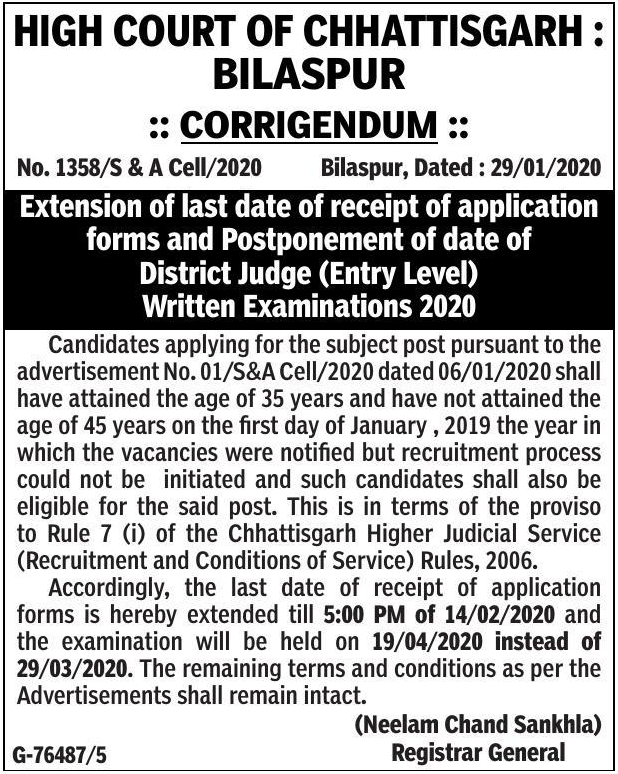 HIGH COURT OF CHHATTISGARH :
BILASPUR
:: CORRIGENDUM ::
No. 1358/S & A Cell/2020 Bilaspur, Dated : 29/01/2020
Extension of last date of receipt of application
forms and Postponement of date of
District Judge (Entry Level)
Written Examinations 2020
Candidates applying for the subject post pursuant to the
advertisement No. 01/S&A Cell/2020 dated 06/01/2020 shall
have attained the age of 35 years and have not attained the
age of 45 years on the first day of January , 2019 the year in
which the vacancies were notified but recruitment process
could not be initiated and such candidates shall also be
eligible for the said post. This is in terms of the proviso
to Rule 7 (i) of the Chhattisgarh Higher Judicial Service
(Recruitment and Conditions of Service) Rules, 2006.
Accordingly, the last date of receipt of application
forms is hereby extended till 5:00 PM of 14/02/2020 and
the examination will be held on 19/04/2020 instead of
29/03/2020. The remaining terms and conditions as per the
Advertisements shall remain intact.
(Neelam Chand Sankhla)
G-76487/5 Registrar General